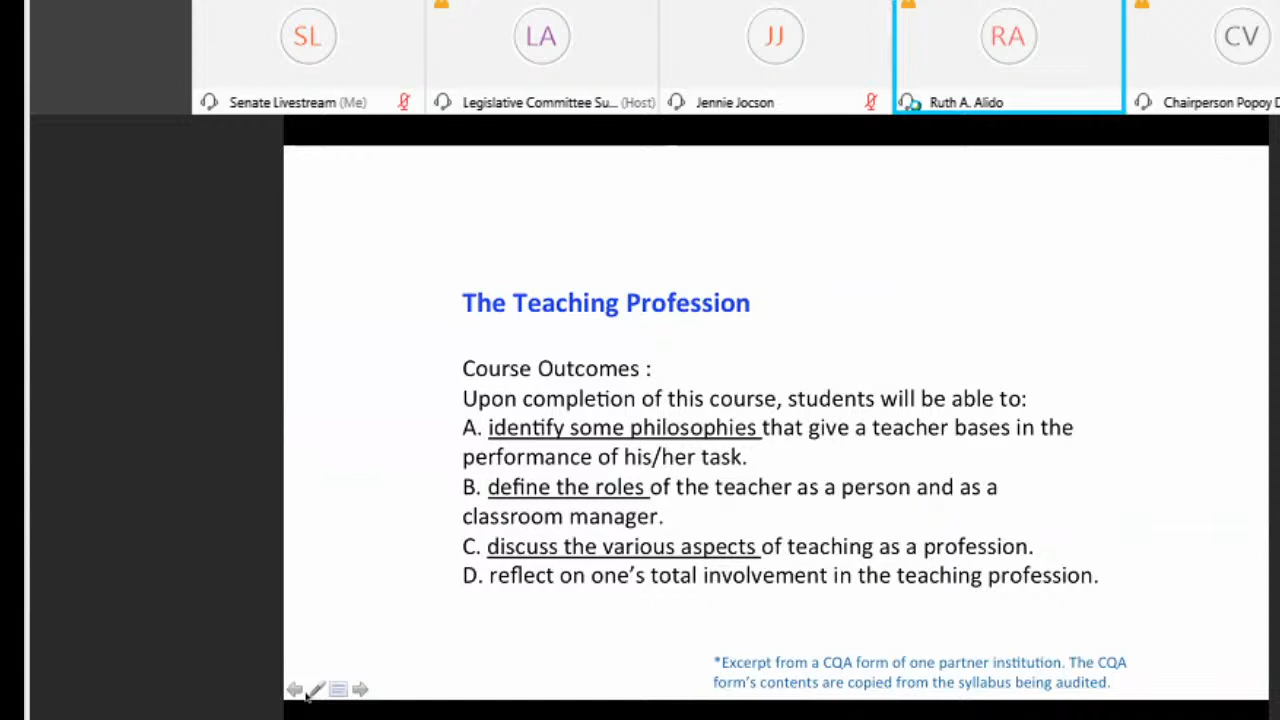 SL LA JJ RA CV
Senate Livestream (Me) Legislative Committee Su... (Host) Jennie Jocson Ruth A. Alido Chairperson Popoy D
The Teaching Profession
Course Outcomes :
Upon completion of this course, students will be able to:
A. identify some philosophies that give a teacher bases in the
performance of his/her task.
B. define the roles of the teacher as a person and as a
classroom manager.
C. discuss the various aspects of teaching as a profession.
D. reflect on one’s total involvement in the teaching profession.
*Excerpt from a CQA form of one partner institution. The CQA
form’s contents are copied from the syllabus being audited.